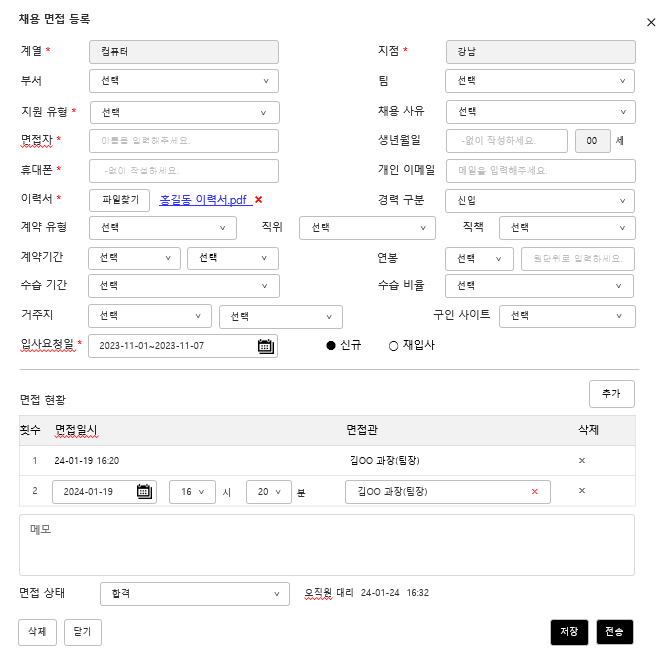 채용 면접 등록
계열 * 컴퓨터 지점 * 강남
부서 선택 팀 선택
지원 유형 * 선택 채용 사유 선택
면접자 * 이름을 입력해주세요. 생년월일 -없이 작성하세요. 00 세
휴대폰 * -없이 작성하세요. 개인 이메일 메일을 입력해주세요.
이력서 * 파일찾기 홍길동 이력서.pdf × 경력 구분 신입
계약 유형 선택 직위 선택 직책 선택
계약기간 선택 선택 연봉 선택 원단위로 입력하세요.
수습 기간 선택 수습 비율 선택
거주지 선택 선택 구인 사이트 선택
입사요청일 * 2023-11-01~2023-11-07 신규 재입사
면접 현황 추가
횟수 면접일시 면접관 삭제
1 24-01-19 16:20 김OO 과장(팀장) ×
2 2024-01-19 16 시 20 분 김OO 과장(팀장) × ×
메모
면접 상태 합격 오직원 대리 24-01-24 16:32
삭제 닫기 저장 전송